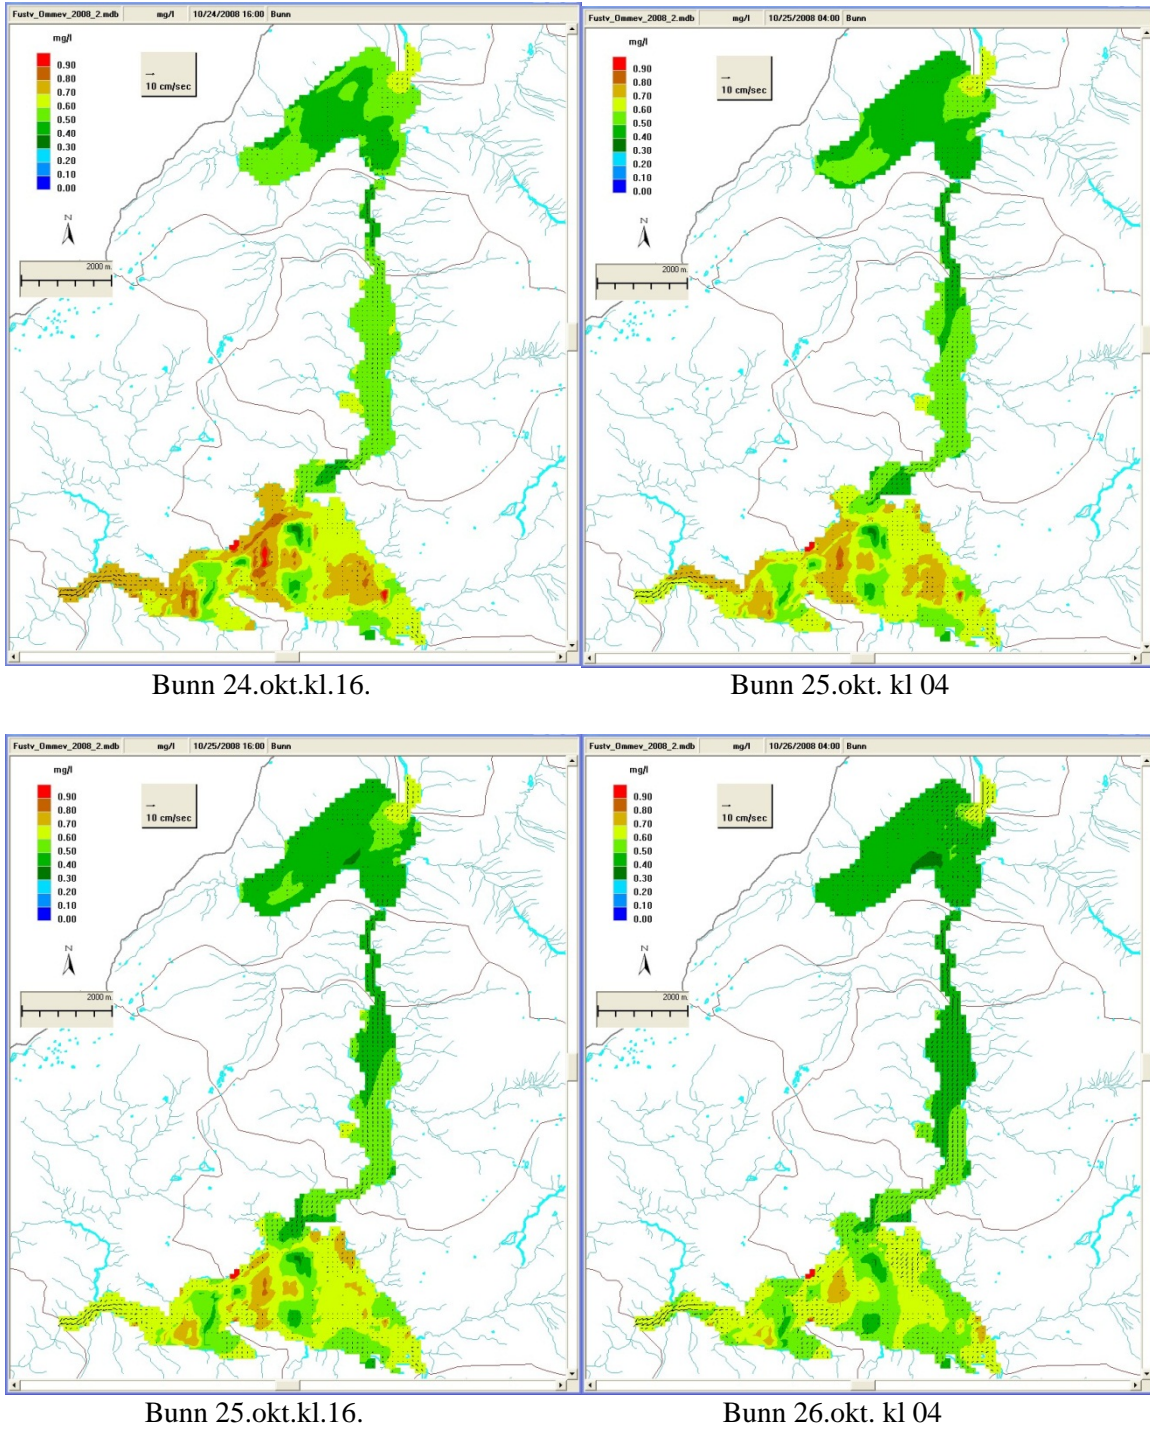 Fustv_Ommev_2008_2.mdb mg/l 10/24/2008 16:00 Bunn
mg/l
0.90
0.80
0.70
0.60
0.50
0.40
0.30
0.20
0.10
0.00
10 cm/sec
N
2000 m.
Bunn 24.okt.kl.16.
Fustv_Ommev_2008_2.mdb mg/l 10/25/2008 04:00 Bunn
mg/l
0.90
0.80
0.70
0.60
0.50
0.40
0.30
0.20
0.10
0.00
10 cm/sec
N
2000 m.
Bunn 25.okt. kl 04
Fustv_Ommev_2008_2.mdb mg/l 10/25/2008 16:00 Bunn
mg/l
0.90
0.80
0.70
0.60
0.50
0.40
0.30
0.20
0.10
0.00
10 cm/sec
N
2000 m.
Bunn 25.okt.kl.16.
Fustv_Ommev_2008_2.mdb mg/l 10/26/2008 04:00 Bunn
mg/l
0.90
0.80
0.70
0.60
0.50
0.40
0.30
0.20
0.10
0.00
10 cm/sec
N
2000 m.
Bunn 26.okt. kl 04